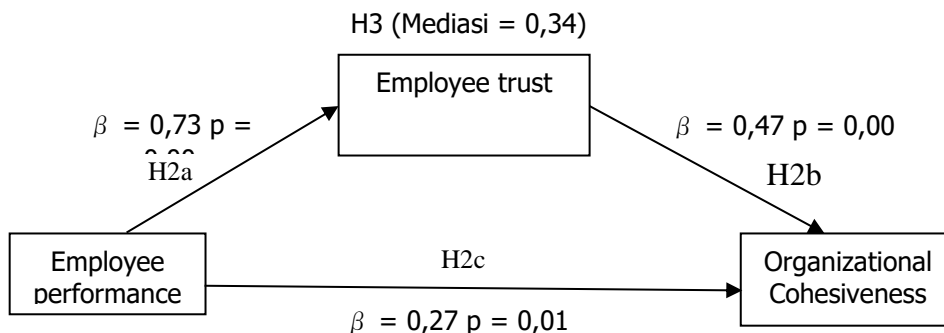 H3 (Mediasi = 0,34)
Employee trust
β = 0,73 p =
H2a
β = 0,47 p = 0,00
H2b
Employee
performance
H2c
Organizational
Cohesiveness
β = 0,27 p = 0,01